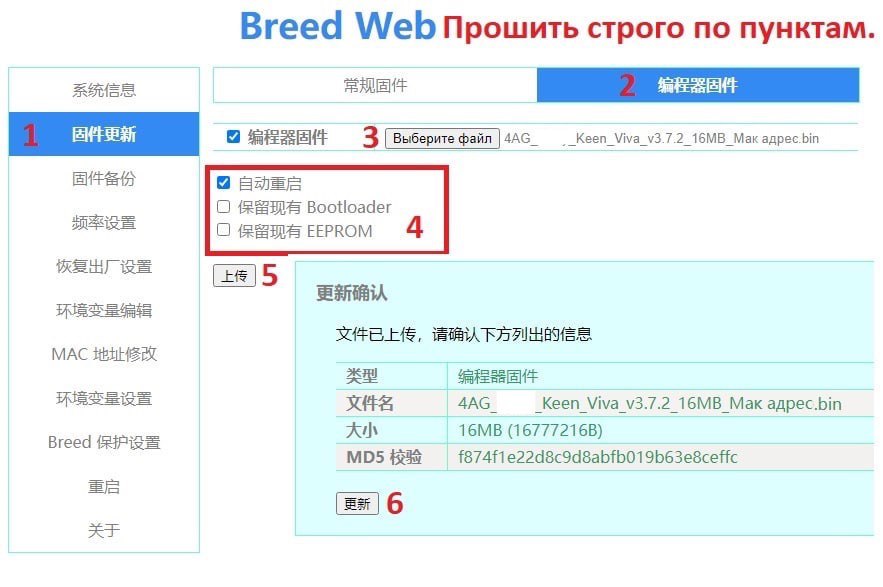 Breed Web Прошить строго по пунктам.
系统信息
1 固件更新
固件备份
频率设置
恢复出厂设置
环境变量编辑
MAC 地址修改
环境变量设置
Breed 保护设置
重启
关于
常规固件 2 编程器固件
编程器固件 3 Выберите файл 4AG_ _Keen_Viva_v3.7.2_16MB_Мак адрес.bin
自动重启
保留现有 Bootloader
保留现有 EEPROM 4
上传 5
更新确认
文件已上传，请确认下方列出的信息
类型 编程器固件
文件名 4AG_ _Keen_Viva_v3.7.2_16MB_Мак адрес.bin
大小 16MB (16777216B)
MD5 校验 f874f1e22d8c9d8abfb019b63e8ceffc
更新 6